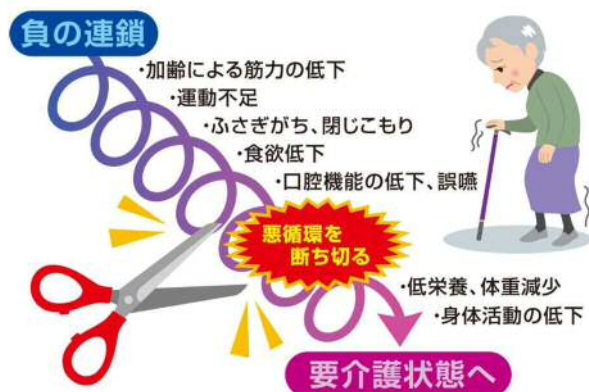 負の連鎖
・加齢による筋力の低下
・運動不足
・ふさぎがち、閉じこもり
・食欲低下
・口腔機能の低下、誤嚥
悪循環を
断ち切る
・低栄養、体重減少
・身体活動の低下
要介護状態へ